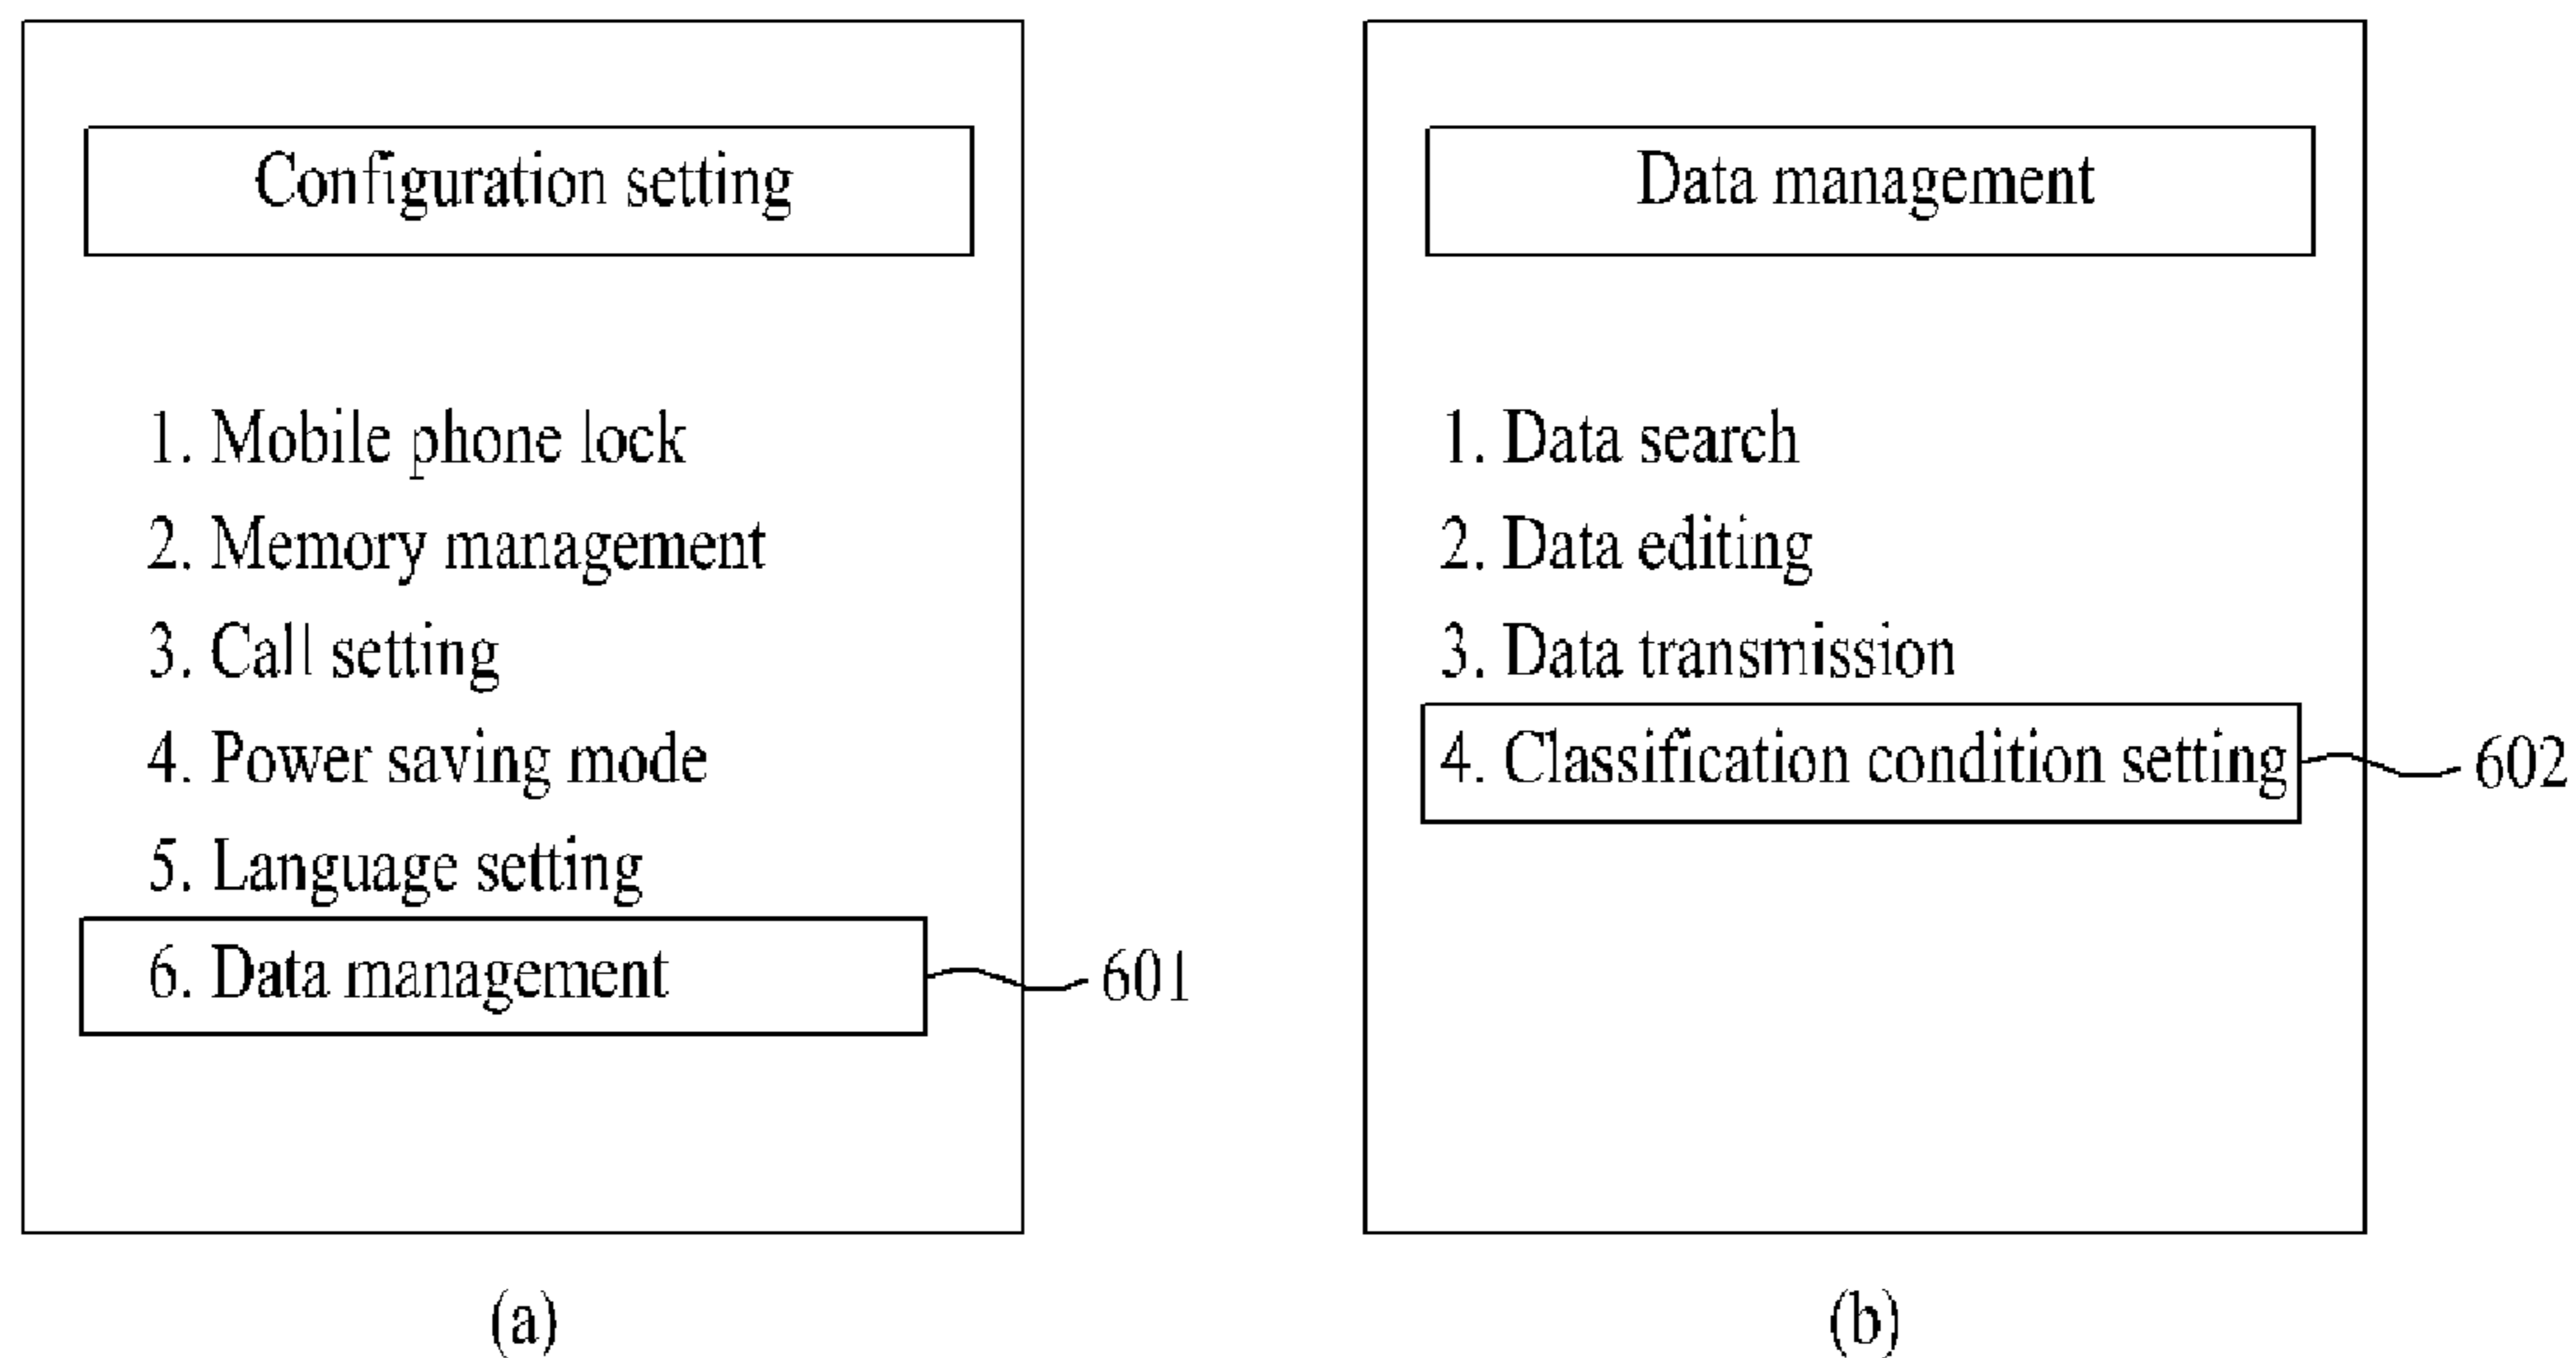 Configuration setting
1. Mobile phone lock
2. Memory management
3. Call setting
4. Power saving mode
5. Language setting
6. Data management
601
(a)
Data management
1. Data search
2. Data editing
3. Data transmission
4. Classification condition setting
602
(b)